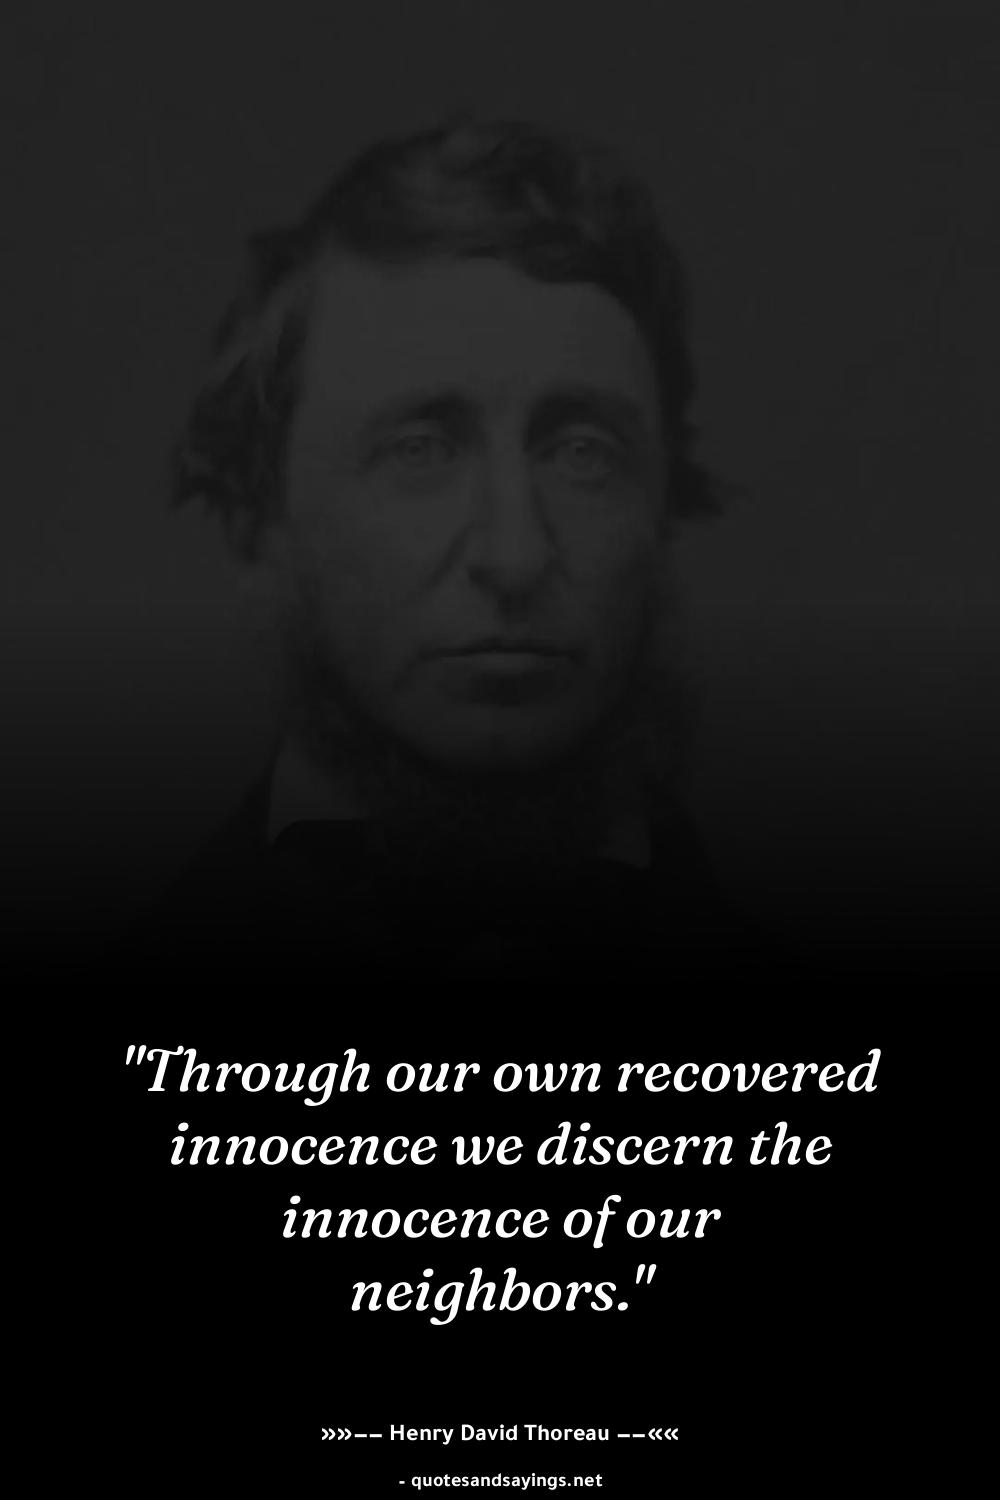 "Through our own recovered
innocence we discern the
innocence of our
neighbors."
»»−− Henry David Thoreau −−««
- quotesandsayings.net